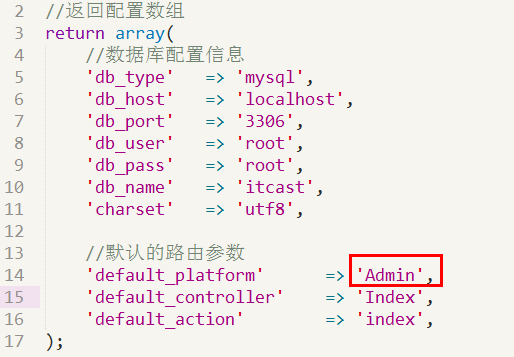 2 //返回配置数组
3 return array(
4 //数据库配置信息
5 'db_type' => 'mysql',
6 'db_host' => 'localhost',
7 'db_port' => '3306',
8 'db_user' => 'root',
9 'db_pass' => 'root',
10 'db_name' => 'itcast',
11 'charset' => 'utf8',
12
13 //默认的路由参数
14 'default_platform' => 'Admin',
15 'default_controller' => 'Index',
16 'default_action' => 'index',
17 );